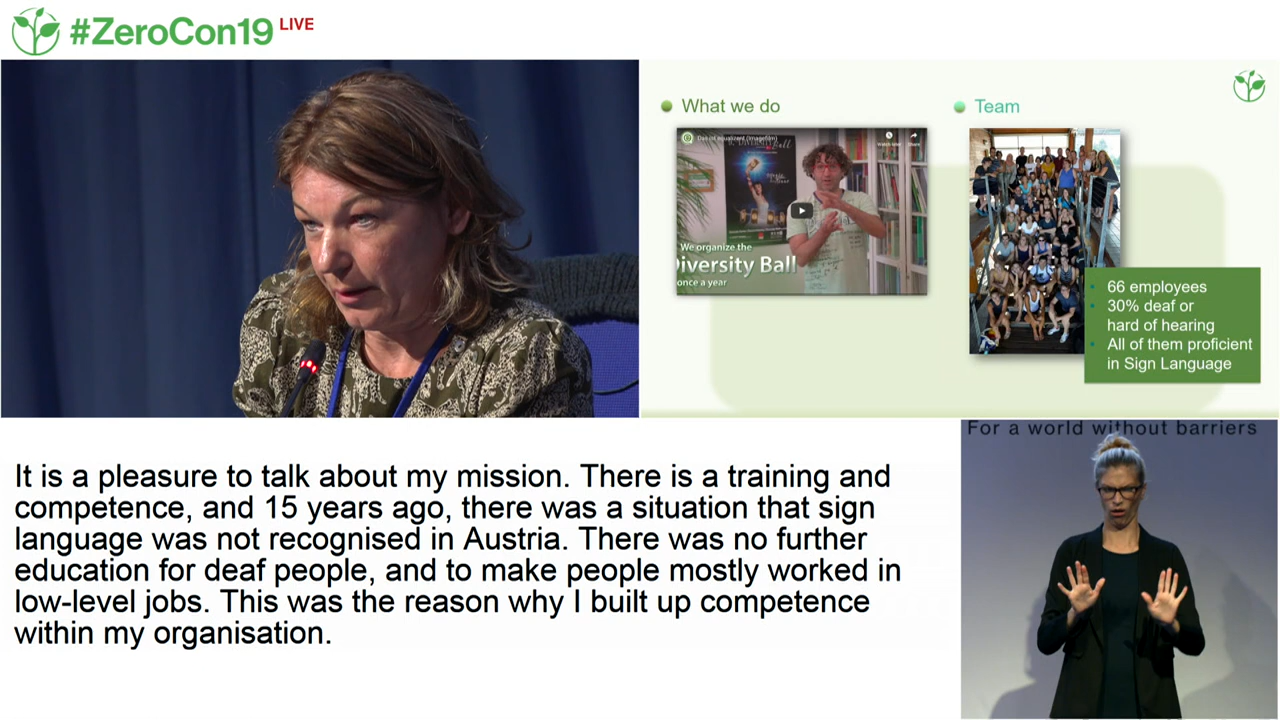 #ZeroCon19 LIVE
What we do
Team
We organize the
Diversity Ball
once a year
66 employees
30% deaf or
hard of hearing
All of them proficient
in Sign Language
For a world without barriers
It is a pleasure to talk about my mission. There is a training and
competence, and 15 years ago, there was a situation that sign
language was not recognised in Austria. There was no further
education for deaf people, and to make people mostly worked in
low-level jobs. This was the reason why I built up competence
within my organisation.